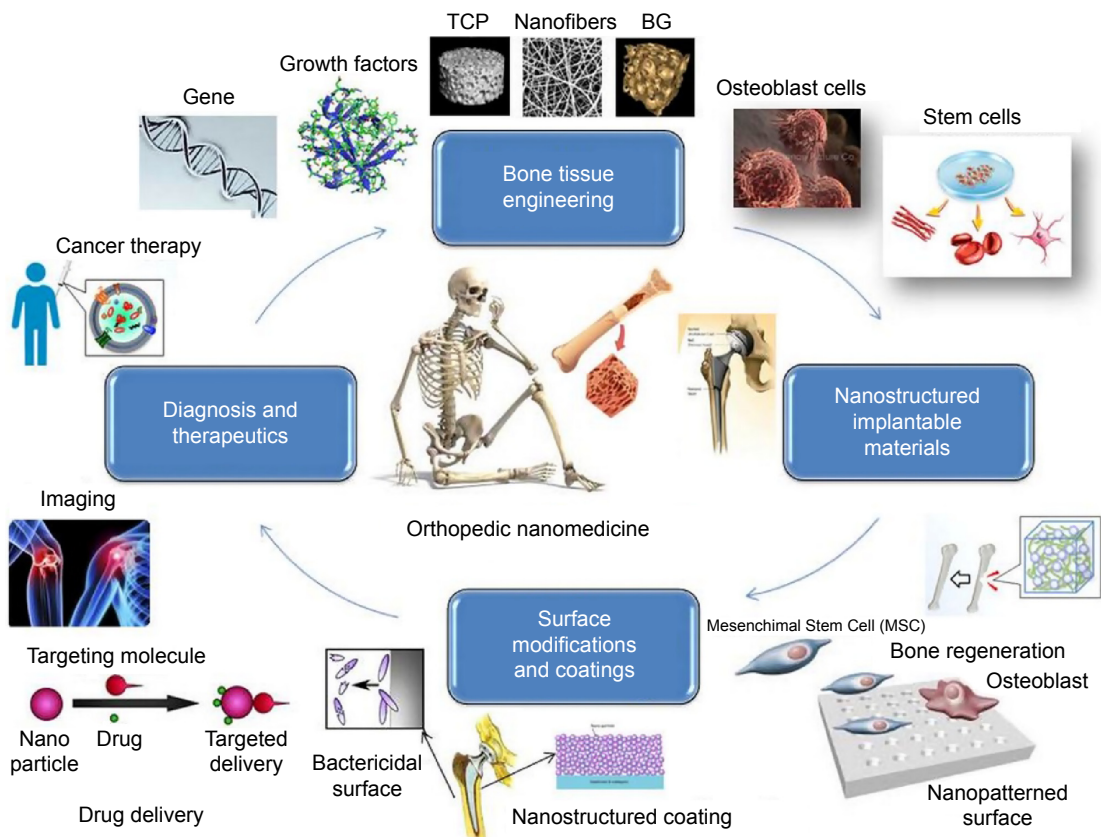 TCP
Nanofibers
BG
Growth factors
Gene
Osteoblast cells
Stem cells
Bone tissue
engineering
Cancer therapy
Diagnosis and
therapeutics
Nanostructured
implantable
materials
Imaging
Orthopedic nanomedicine
Surface
modifications
and coatings
Mesenchimal Stem Cell (MSC)
Bone regeneration
Osteoblast
Targeting molecule
Nano
particle
Drug
Targeted
delivery
Drug delivery
Bactericidal
surface
Nanostructured coating
Nanopatterned
surface